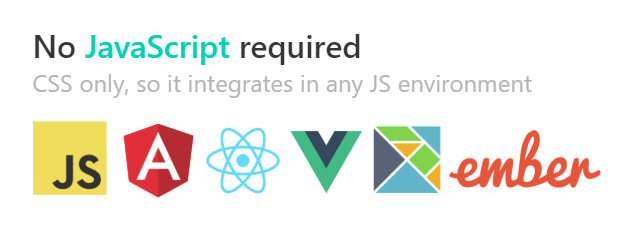 No JavaScript required
CSS only, so it integrates in any JS environment
JS A ember